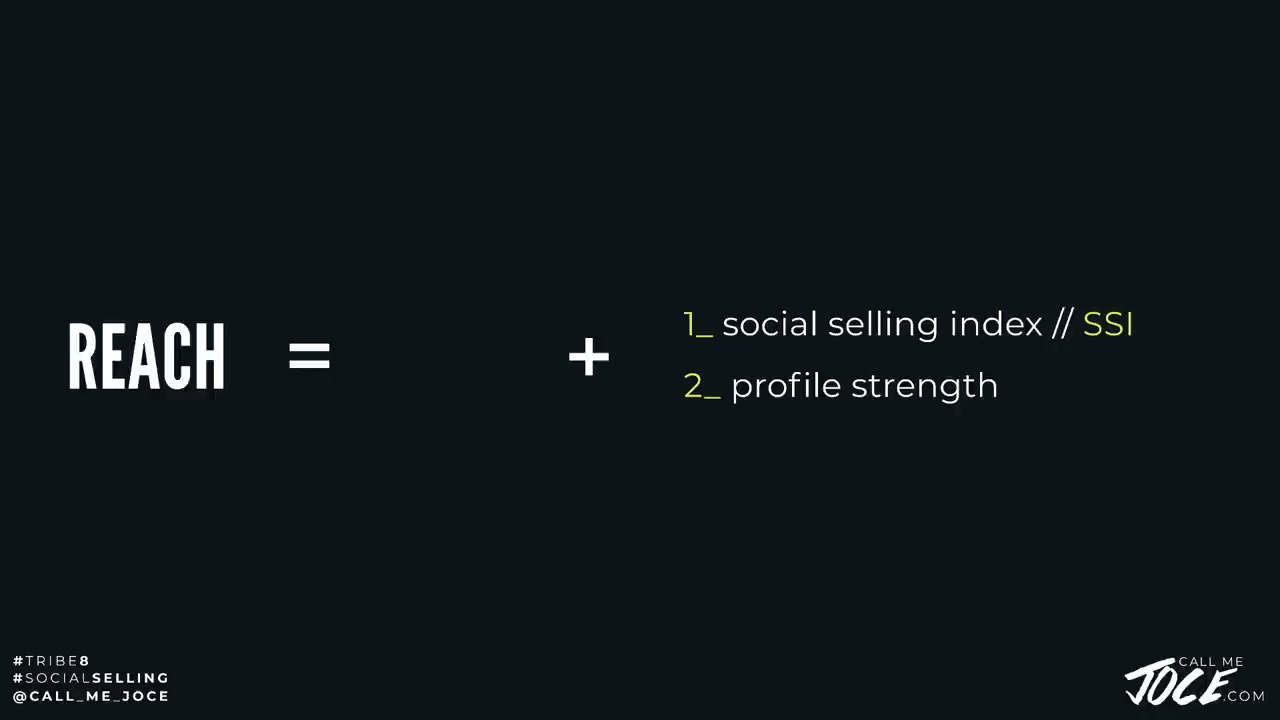 REACH = +
1_ social selling index // SSI
2_ profile strength
#TRIBE8
#SOCIALSELLING
@CALL_ME_JOCE
CALL ME
JOCE.COM